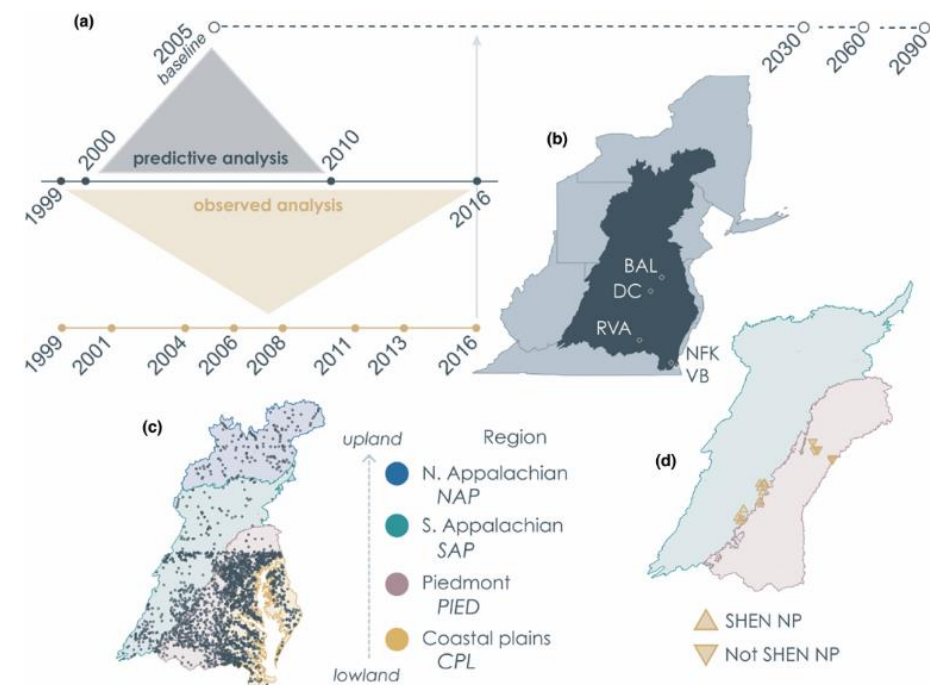 (a)
2005
baseline
2030
2060
2090
2000
predictive analysis
2010
1999
observed analysis
2016
1999
2001
2004
2006
2008
2011
2013
2016
(b)
BAL
DC
RVA
NFK
VB
(c)
upland
Region
N. Appalachian
NAP
S. Appalachian
SAP
Piedmont
PIED
Coastal plains
CPL
lowland
(d)
SHEN NP
Not SHEN NP